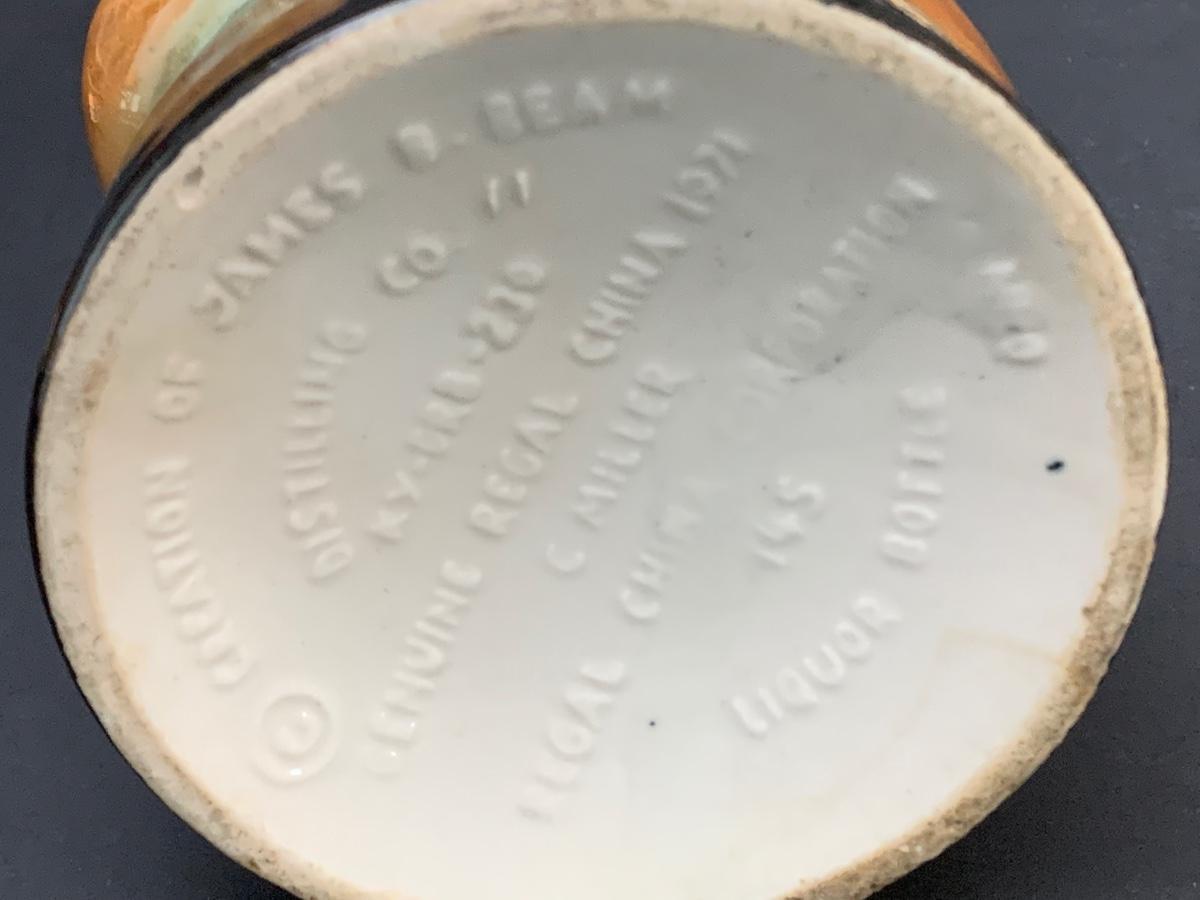 © CREATION OF JAMES B. BEAM
DISTILLING CO.
KY-DRB-230
GENUINE REGAL CHINA 1971
C MILLER
REGAL CHINA CORPORATION
145
LIQUOR BOTTLE